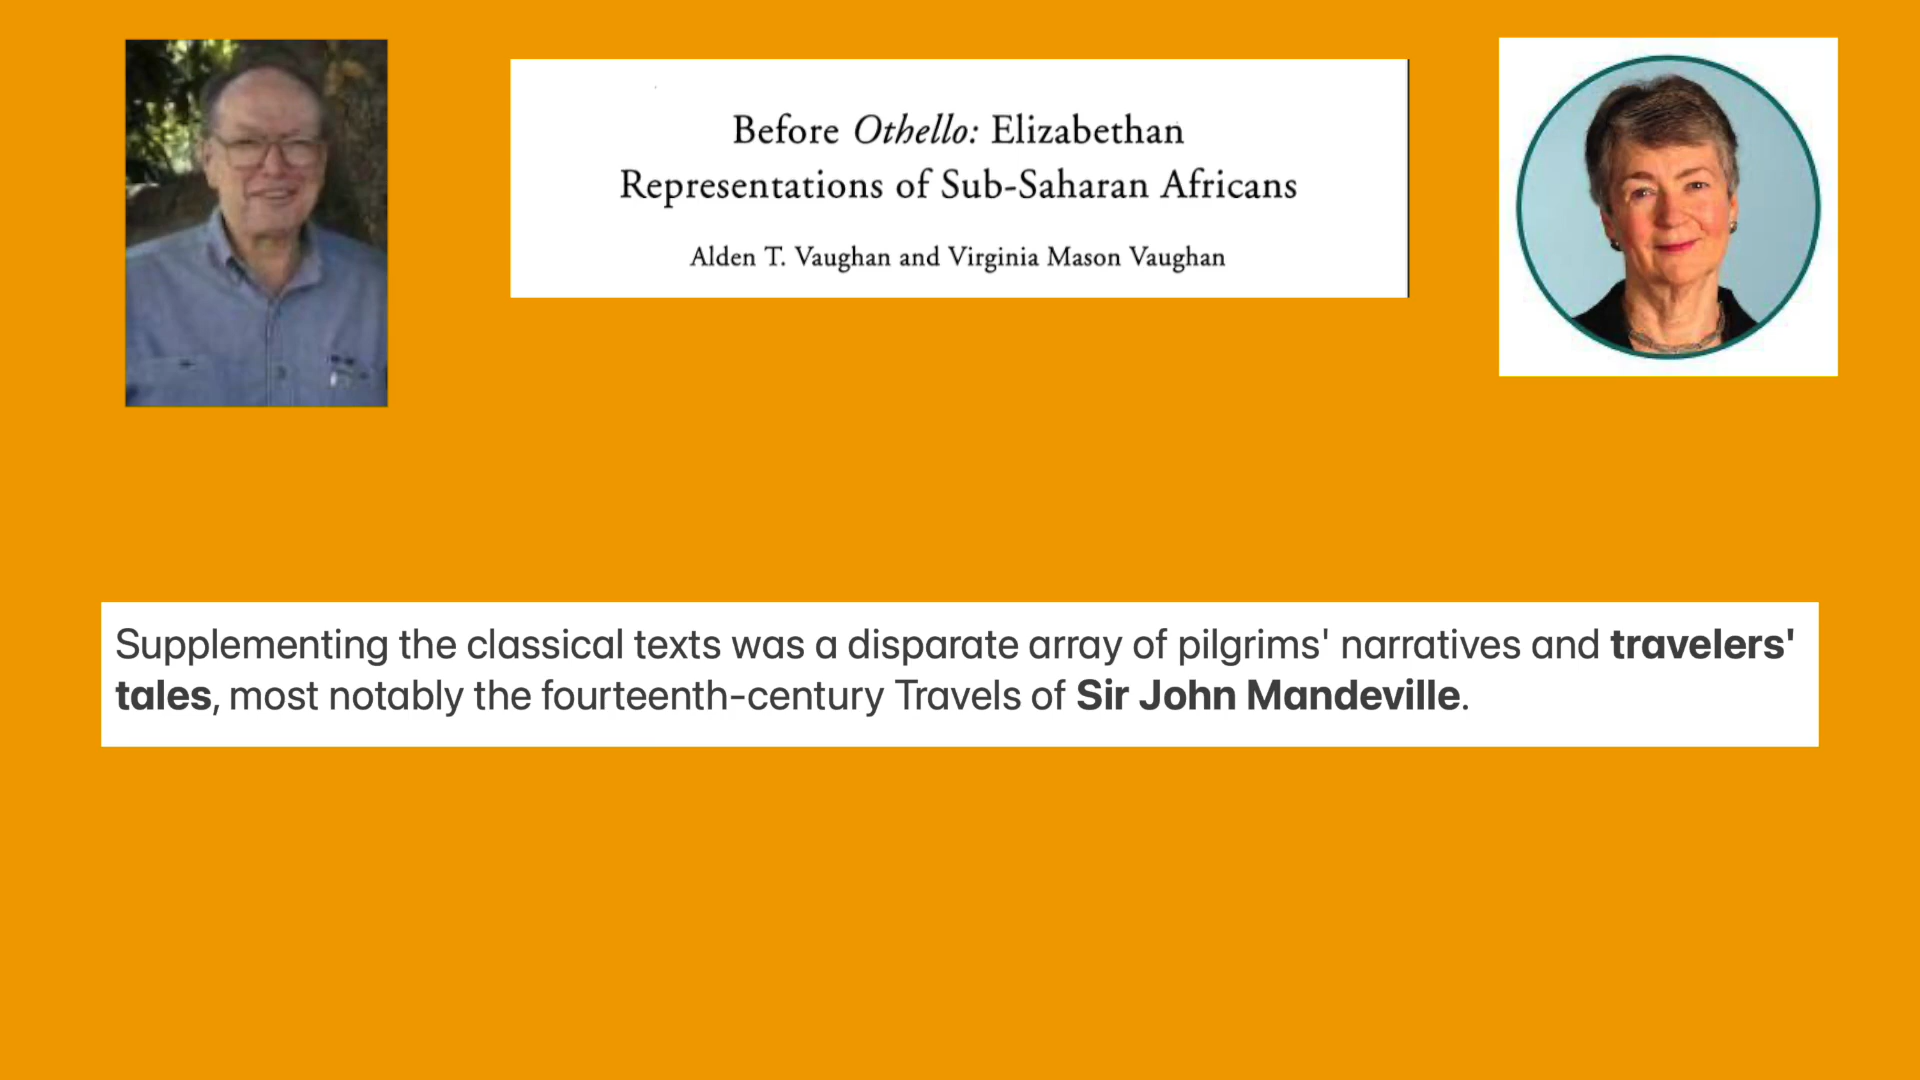 Before Othello: Elizabethan
Representations of Sub-Saharan Africans
Alden T. Vaughan and Virginia Mason Vaughan
Supplementing the classical texts was a disparate array of pilgrims' narratives and travelers'
tales, most notably the fourteenth-century Travels of Sir John Mandeville.